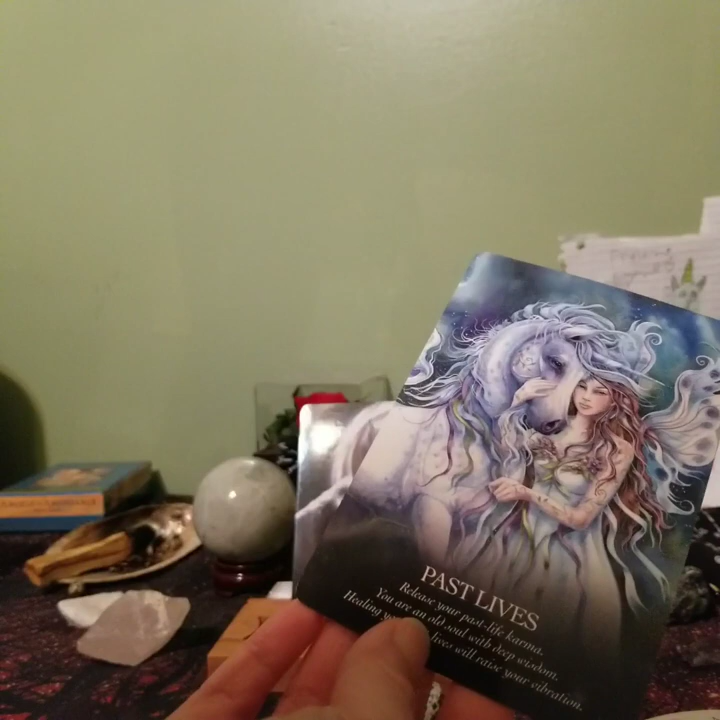 PAST LIVES
Release your past-life karma.
You are an old soul with deep wisdom.
Healing lives will raise your vibration.